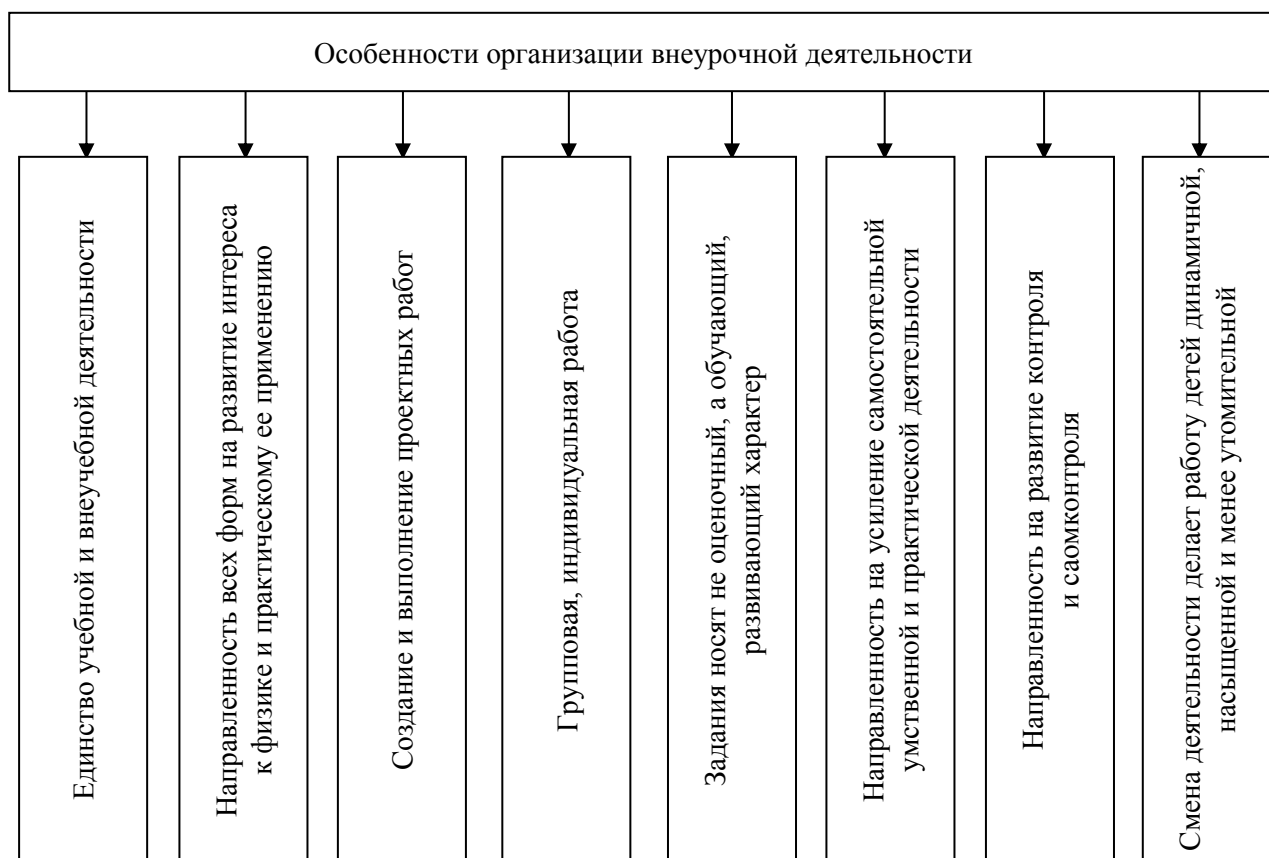 Особенности организации внеурочной деятельности
Единство учебной и внеучебной деятельности
Направленность всех форм на развитие интереса
к физике и практическому ее применению
Создание и выполнение проектных работ
Групповая, индивидуальная работа
Задания носят не оценочный, а обучающий,
развивающий характер
Направленность на усиление самостоятельной
умственной и практической деятельности
Направленность на развитие контроля
и саомконтроля
Смена деятельности делает работу детей динамичной,
насыщенной и менее утомительной